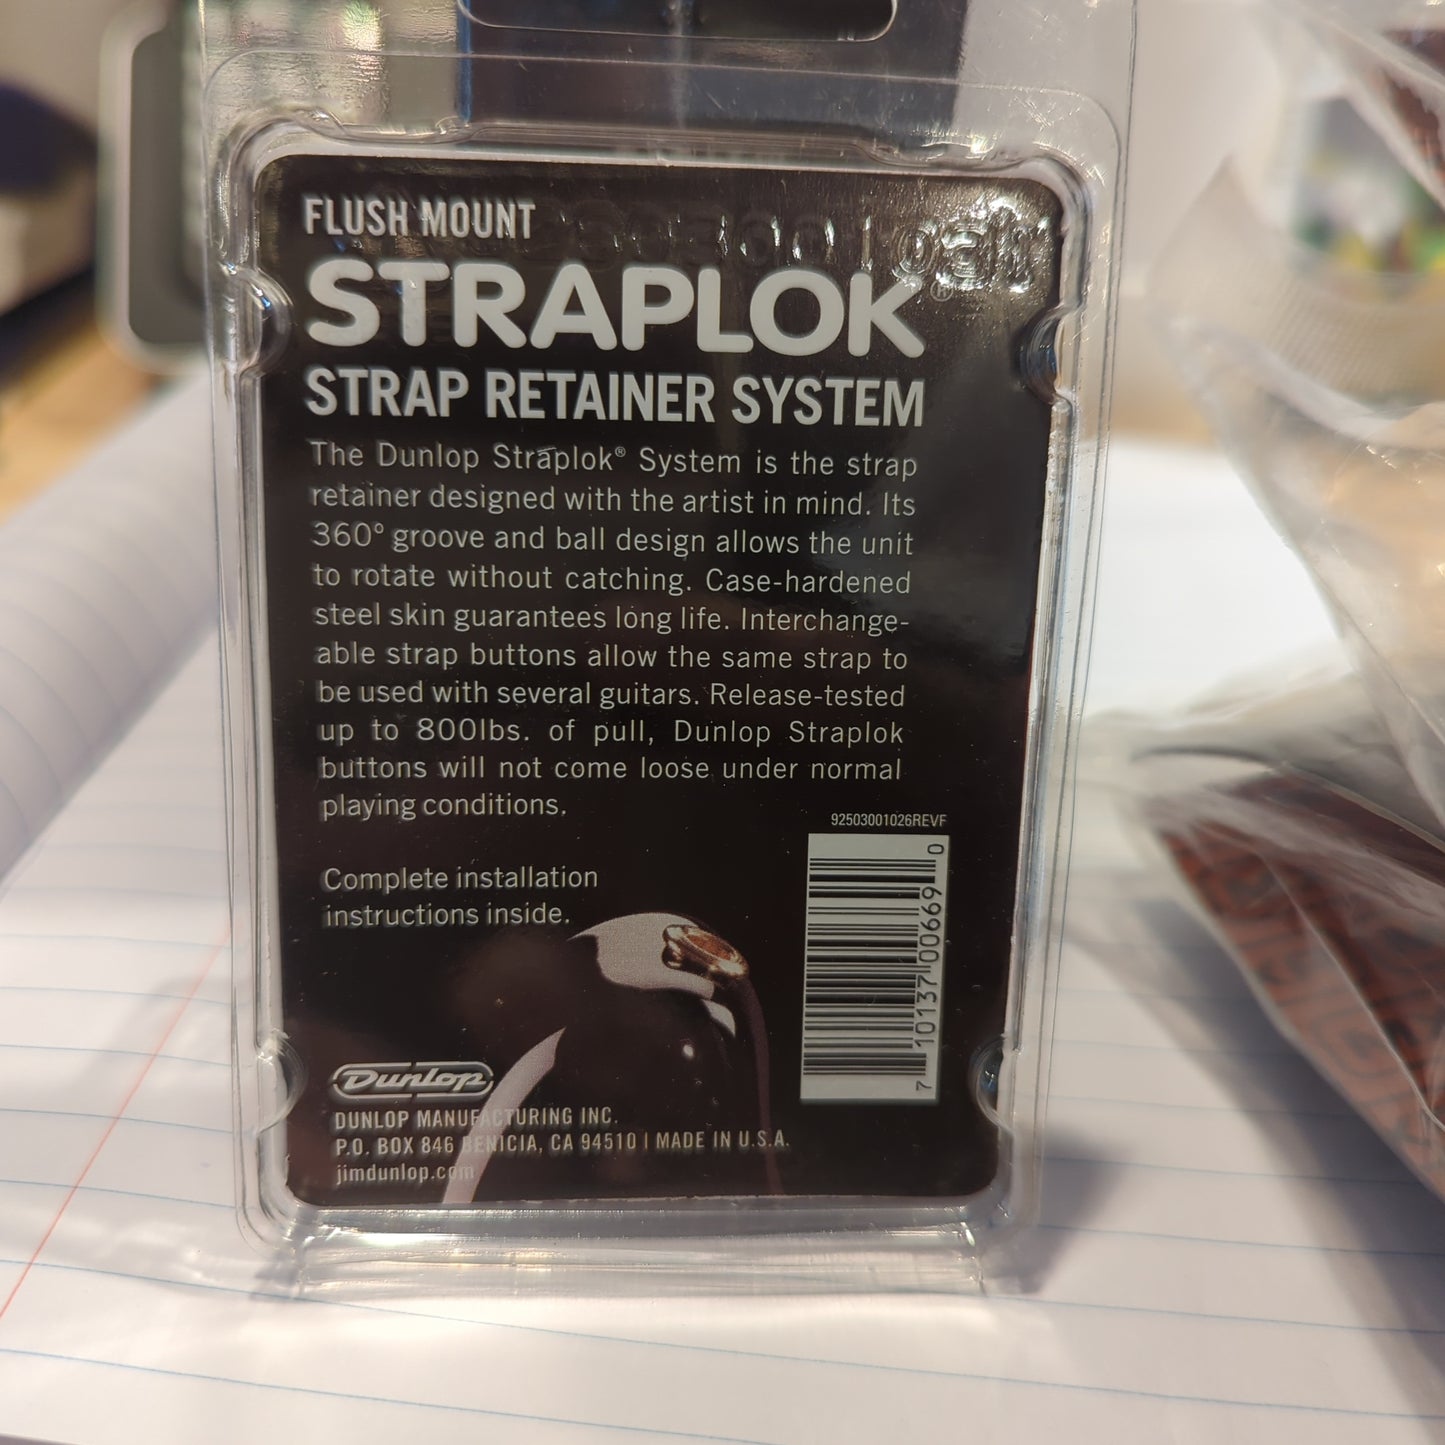 FLUSH MOUNT
STRAPLOK®
STRAP RETAINER SYSTEM
The Dunlop Straplok® System is the strap
retainer designed with the artist in mind. Its
360° groove and ball design allows the unit
to rotate without catching. Case-hardened
steel skin guarantees long life. Interchange-
able strap buttons allow the same strap to
be used with several guitars. Release-tested
up to 800lbs. of pull, Dunlop Straplok
buttons will not come loose under normal
playing conditions.
92503001026REVF
7 10137 00669 0
Complete installation
instructions inside.
Dunlop
DUNLOP MANUFACTURING INC.
P.O. BOX 846 BENICIA, CA 94510 | MADE IN U.S.A.
jimdunlop.com